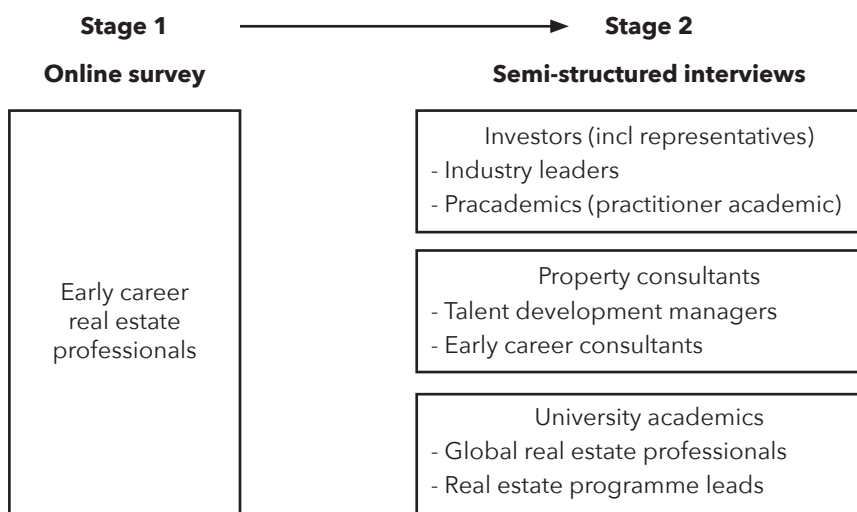 Stage 1
Stage 2
Online survey
Semi-structured interviews
Early career
real estate
professionals
Investors (incl representatives)
- Industry leaders
- Pracademics (practitioner academic)
Property consultants
- Talent development managers
- Early career consultants
University academics
- Global real estate professionals
- Real estate programme leads